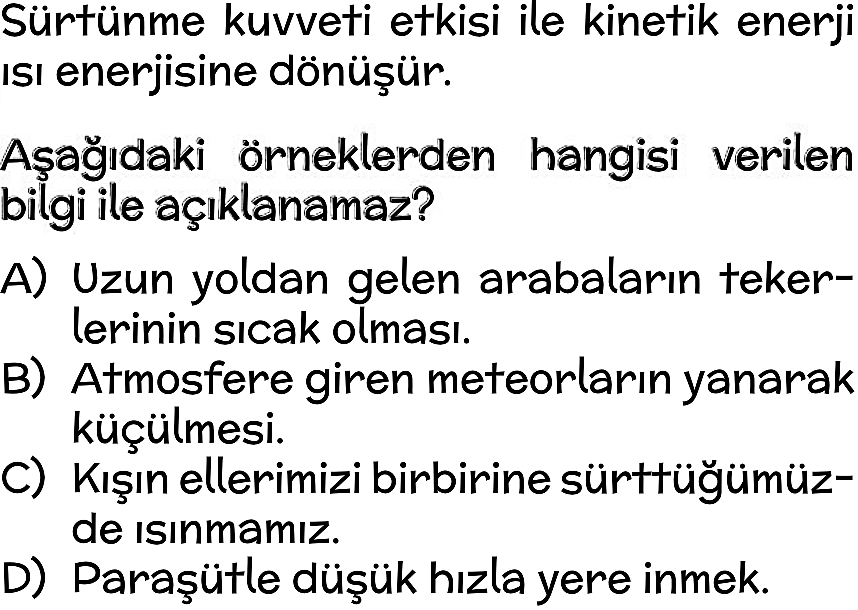 Sürtünme kuvveti etkisi ile kinetik enerji
ısı enerjisine dönüşür.
Aşağıdaki örneklerden hangisi verilen
bilgi ile açıklanamaz?
A) Uzun yoldan gelen arabaların teker-
lerinin sıcak olması.
B) Atmosfere giren meteorların yanarak
küçülmesi.
C) Kışın ellerimizi birbirine sürttüğümüz-
de ısınmamız.
D) Paraşütle düşük hızla yere inmek.